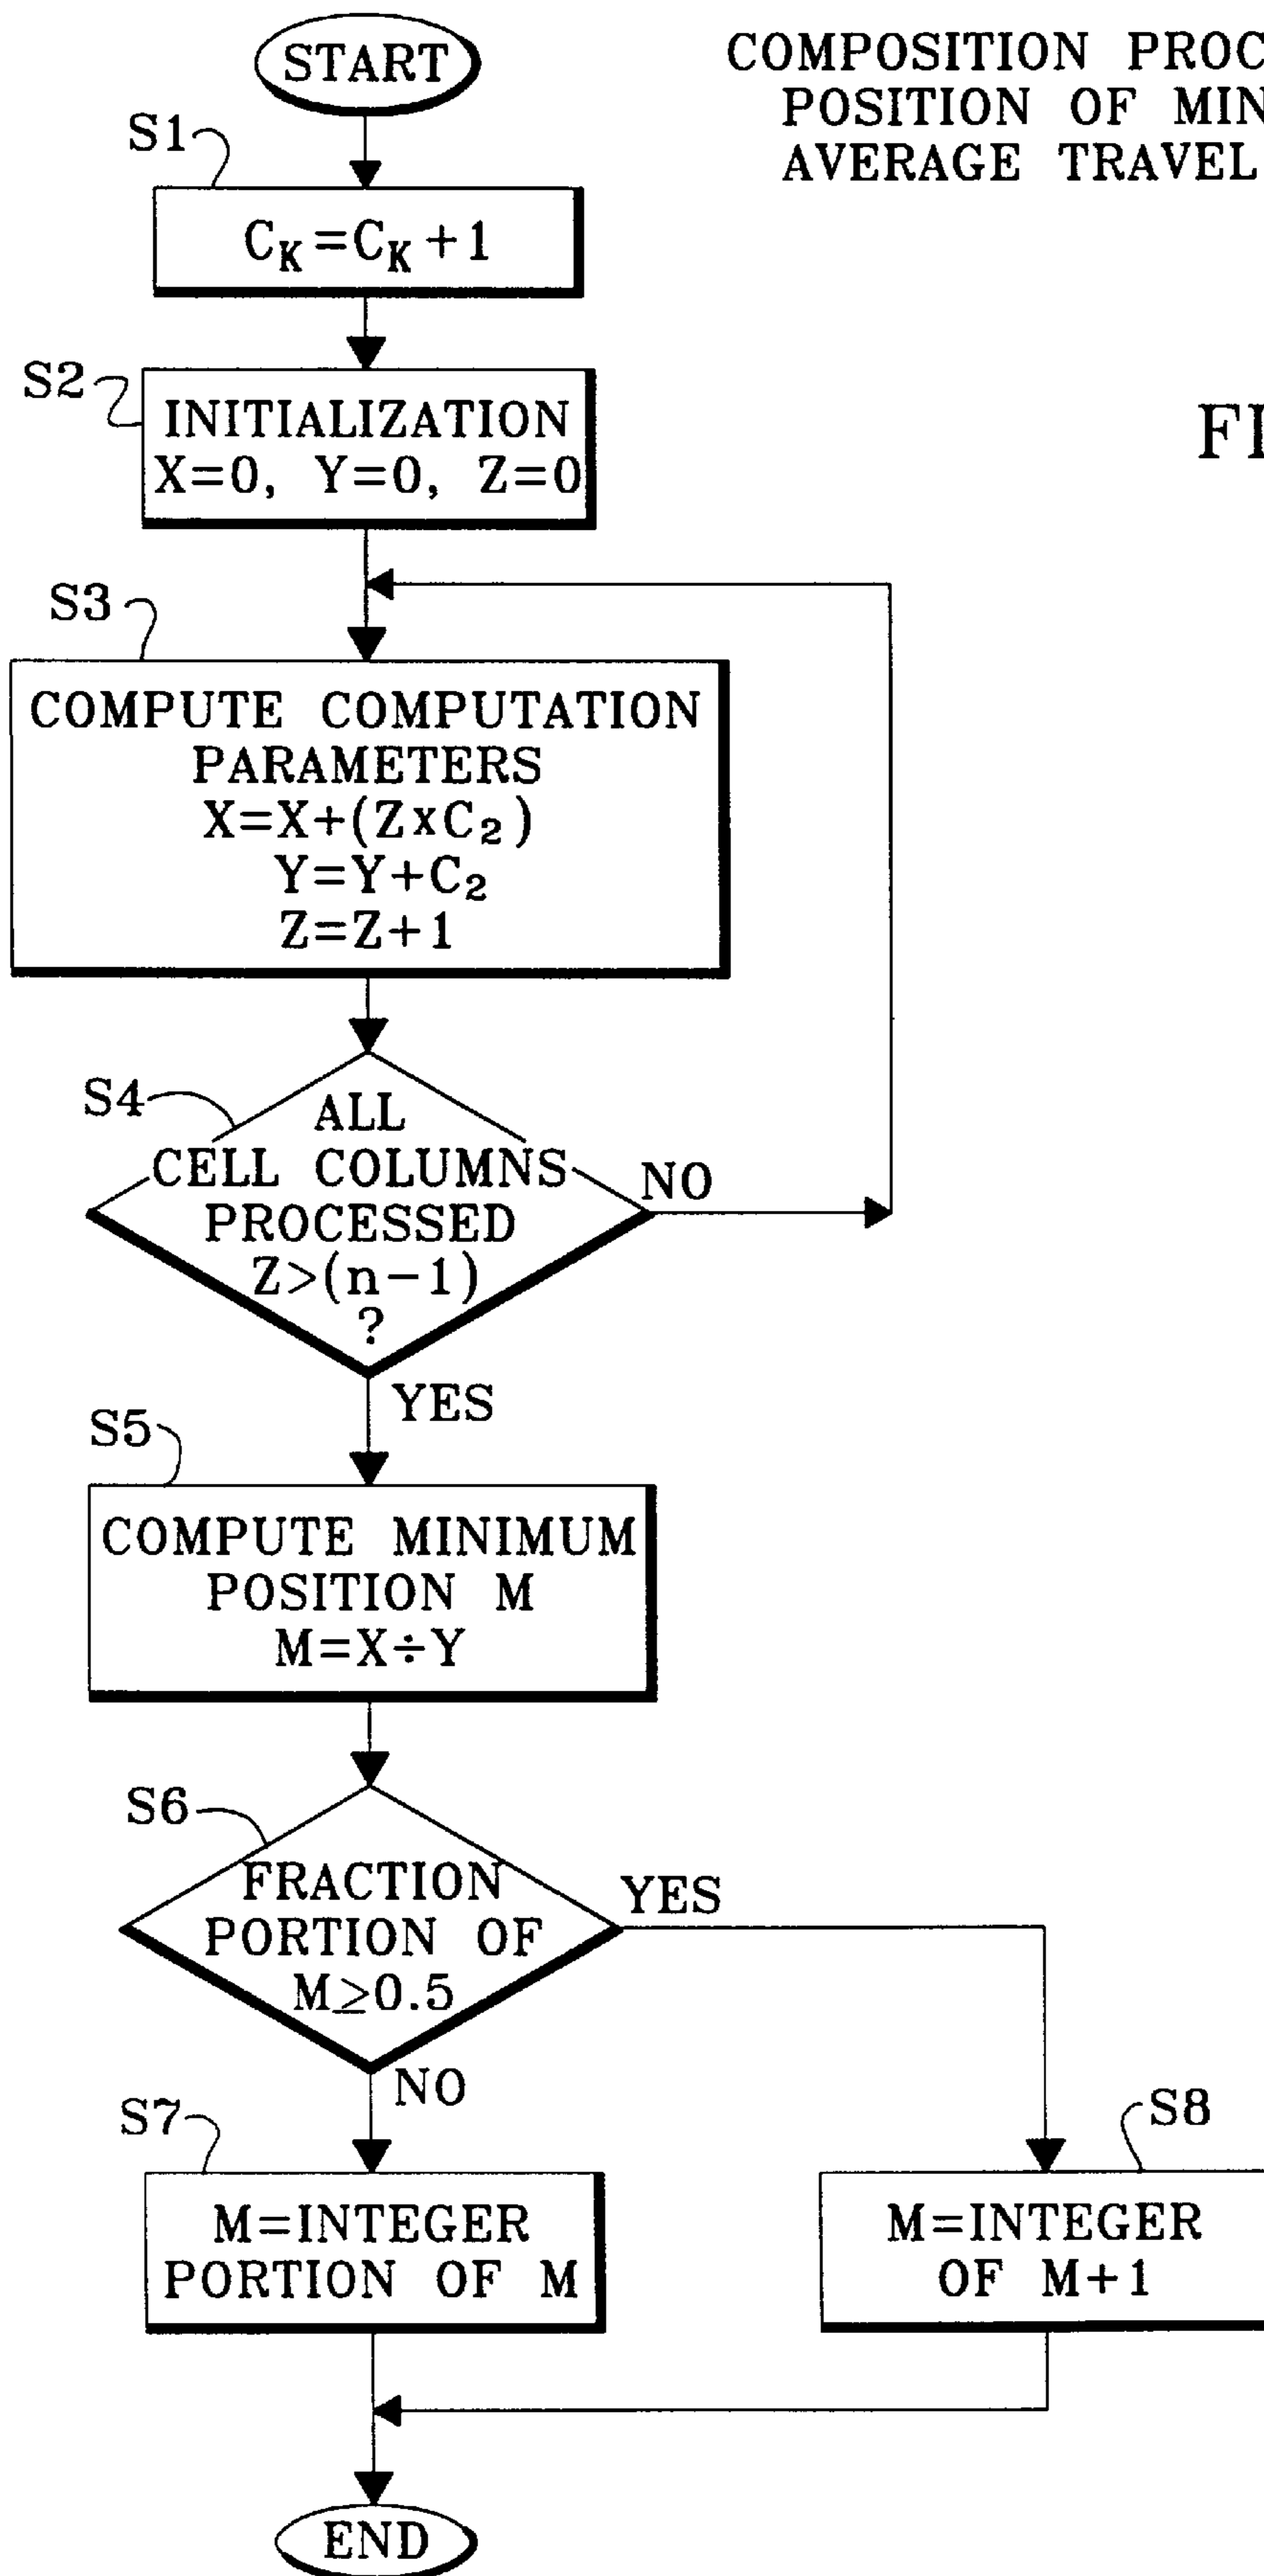 START
COMPOSITION PROC
POSITION OF MIN
AVERAGE TRAVEL
S1
C_K=C_K+1
FI
S2
INITIALIZATION
X=0, Y=0, Z=0
S3
COMPUTE COMPUTATION
PARAMETERS
X=X+(ZxC₂)
Y=Y+C₂
Z=Z+1
S4
ALL
CELL COLUMNS
PROCESSED
Z>(n-1)
?
NO
YES
S5
COMPUTE MINIMUM
POSITION M
M=X÷Y
S6
FRACTION
PORTION OF
M≥0.5
YES
NO
S7
M=INTEGER
PORTION OF M
S8
M=INTEGER
OF M+1
END